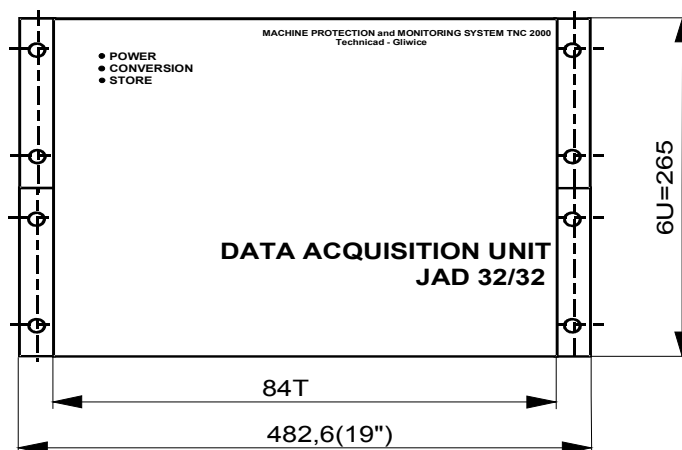 MACHINE PROTECTION and MONITORING SYSTEM TNC 2000
Technicad - Gliwice
● POWER
● CONVERSION
● STORE
6U=265
DATA ACQUISITION UNIT
JAD 32/32
84T
482,6(19")